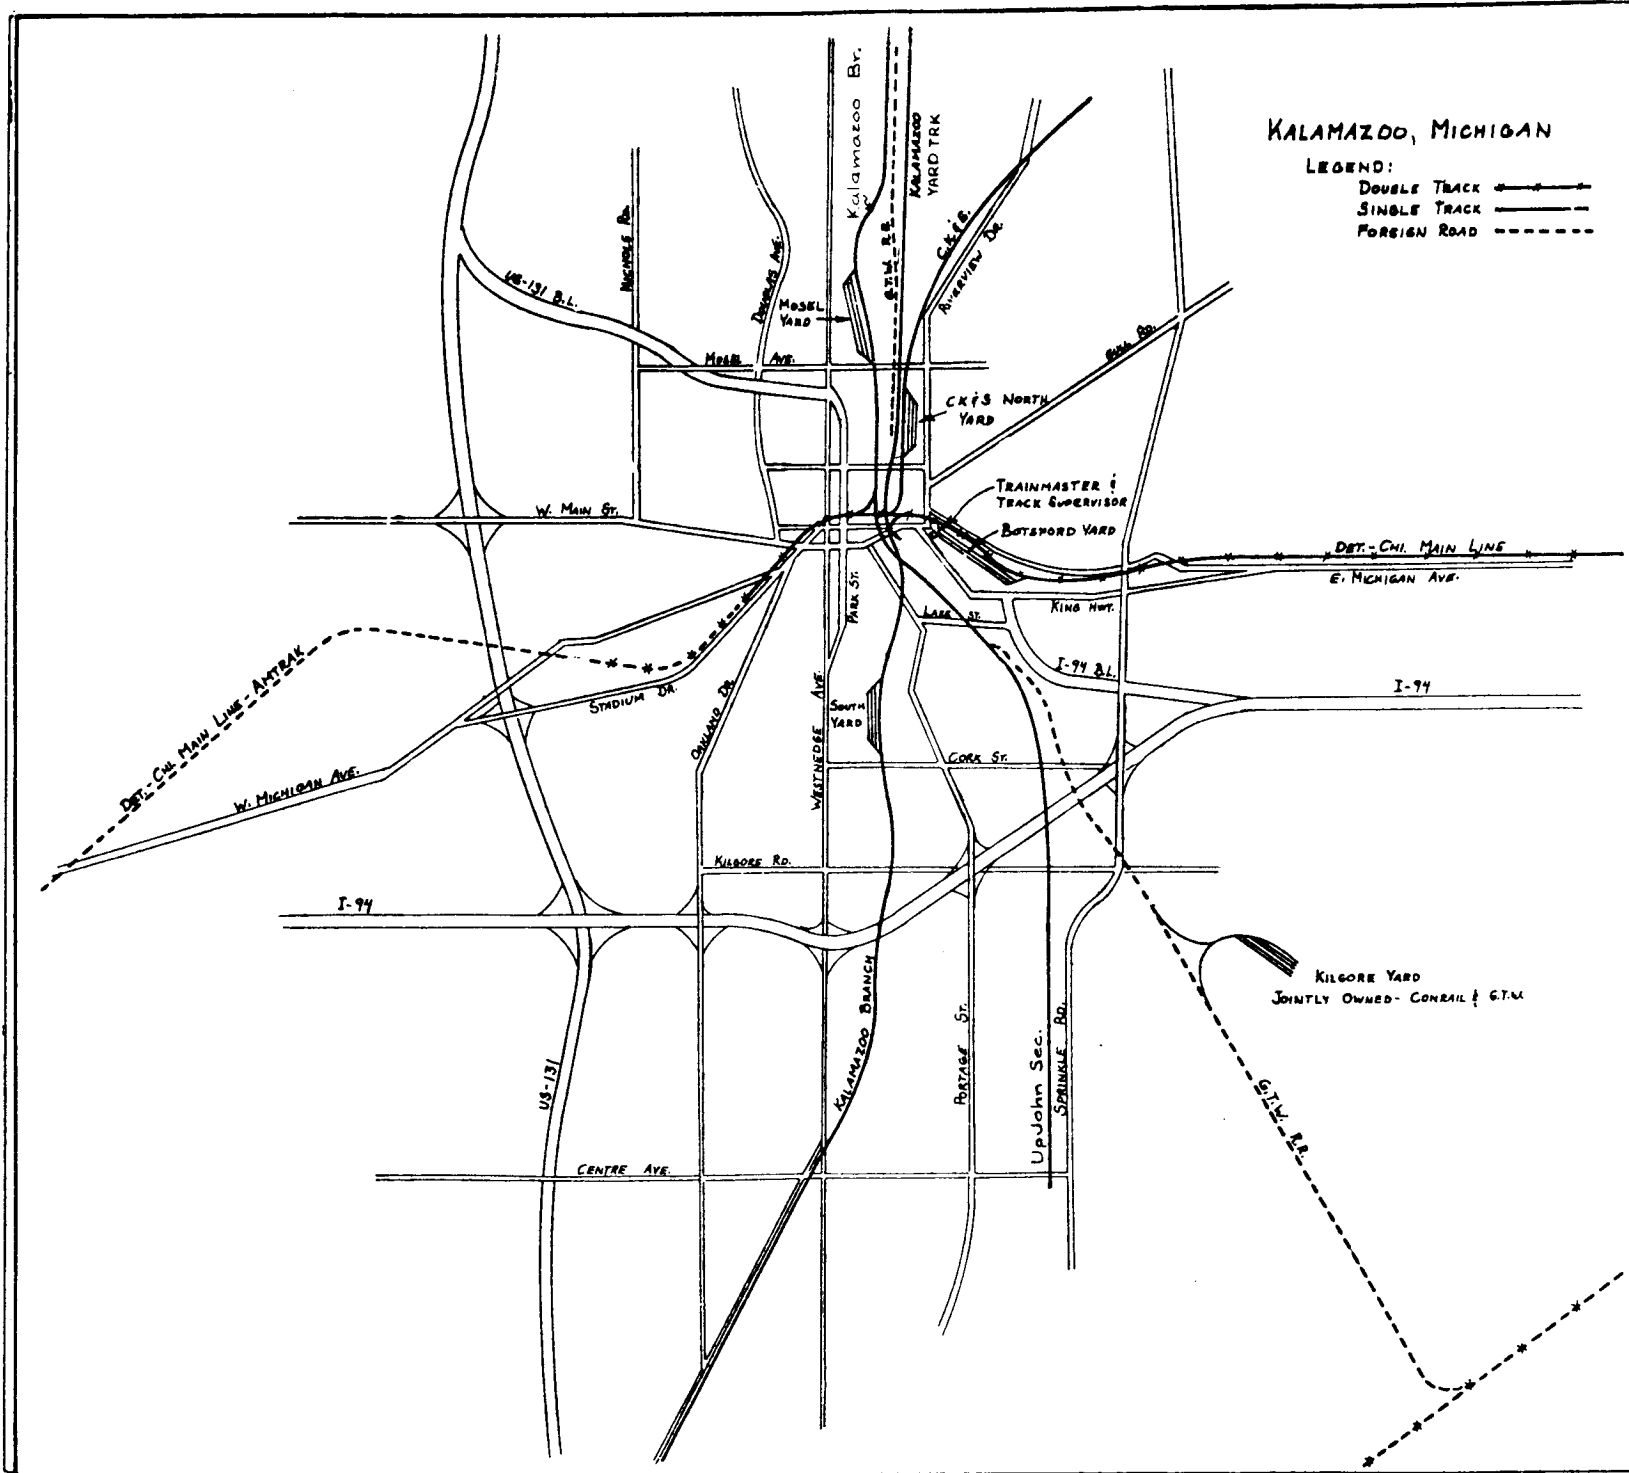 KALAMAZOO, MICHIGAN
LEGEND:
DOUBLE TRACK
SINGLE TRACK
FOREIGN ROAD
Kalamazoo Br.
KALAMAZOO
YARD TRK
G.T.W. R.R.
C.K.& S.
RIVERVIEW DR.
NICHOLS RD.
DOUGLAS AVE.
US-131 B.L.
MOSEL
YARD
MOSEL AVE.
GULL RD.
CK & S NORTH
YARD
TRAINMASTER &
TRACK SUPERVISOR
BOTSFORD YARD
W. MAIN ST.
DET.-CHI. MAIN LINE
E. MICHIGAN AVE.
KING HWY.
LAKE ST.
PARK ST.
I-94 B.L.
I-94
DET.-CHI. MAIN LINE-AMTRAK
STADIUM DR.
OAKLAND DR.
WESTNEDGE AVE.
SOUTH
YARD
CORK ST.
W. MICHIGAN AVE.
KILGORE RD.
I-94
KILGORE YARD
JOINTLY OWNED- CONRAIL & G.T.W.
KALAMAZOO BRANCH
PORTAGE ST.
UpJohn Sec.
SPRINKLE RD.
US-131
G.T.W. R.R.
CENTRE AVE.